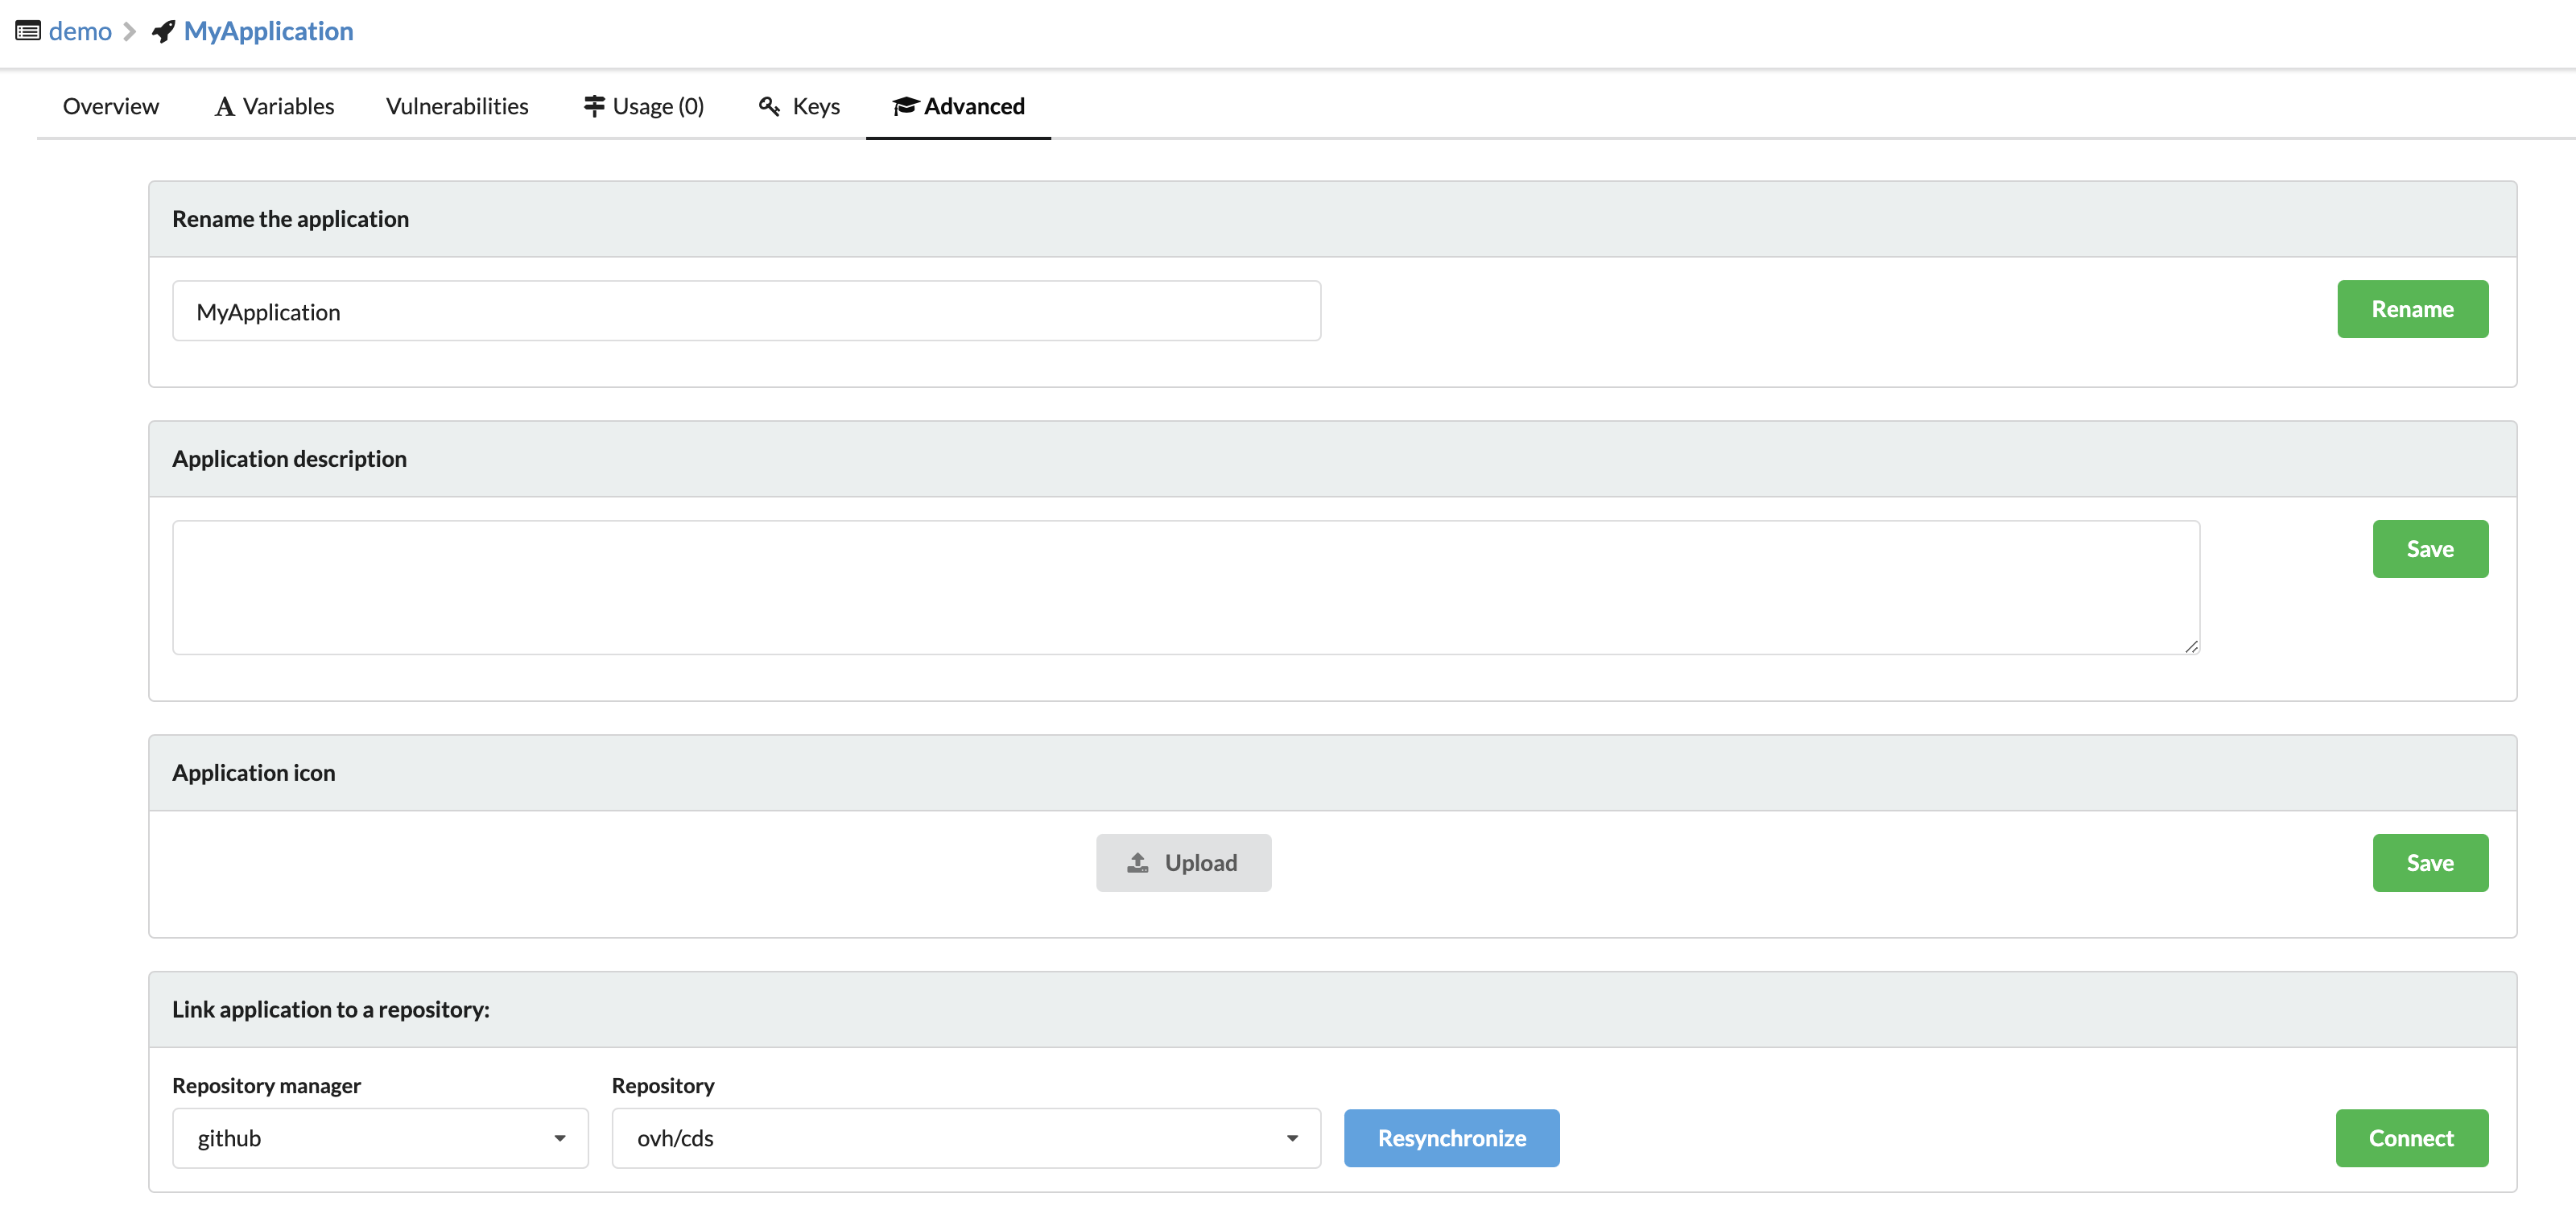 demo MyApplication
Overview Variables Vulnerabilities Usage (0) Keys Advanced
Rename the application
MyApplication Rename
Application description
Save
Application icon
Upload Save
Link application to a repository:
Repository manager Repository
github ovh/cds Resynchronize Connect